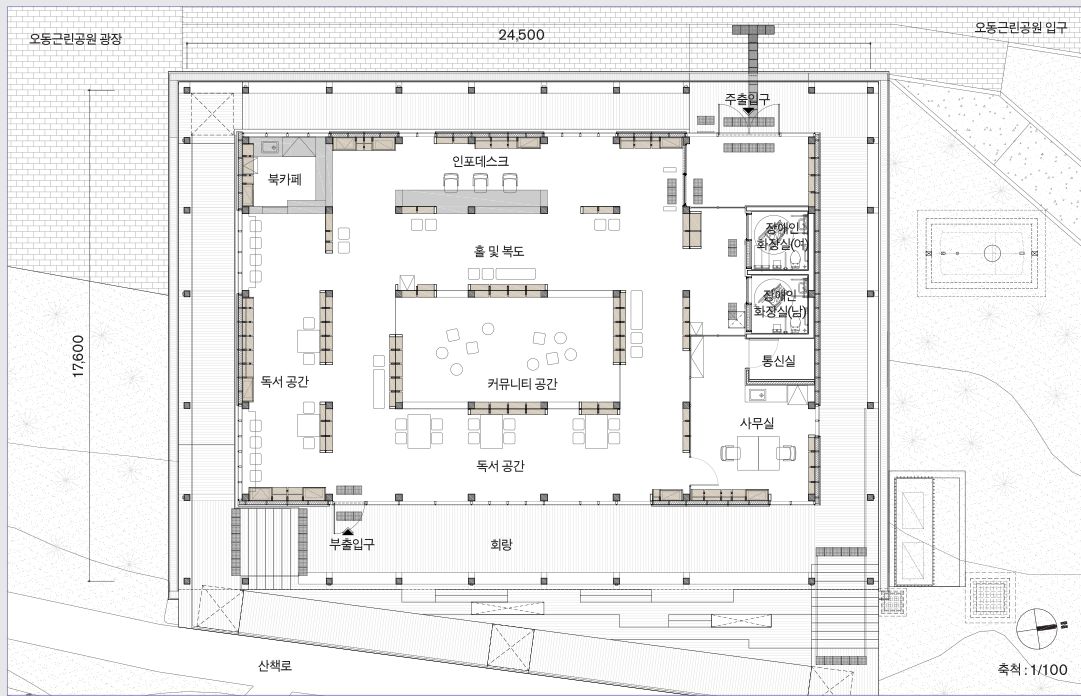 오동근린공원 광장
24,500
오동근린공원 입구
주출입구
인포데스크
북카페
장애인
화장실(여)
홀 및 복도
장애인
화장실(남)
17,600
통신실
독서 공간
커뮤니티 공간
사무실
독서 공간
부출입구
회랑
산책로
축척 : 1/100